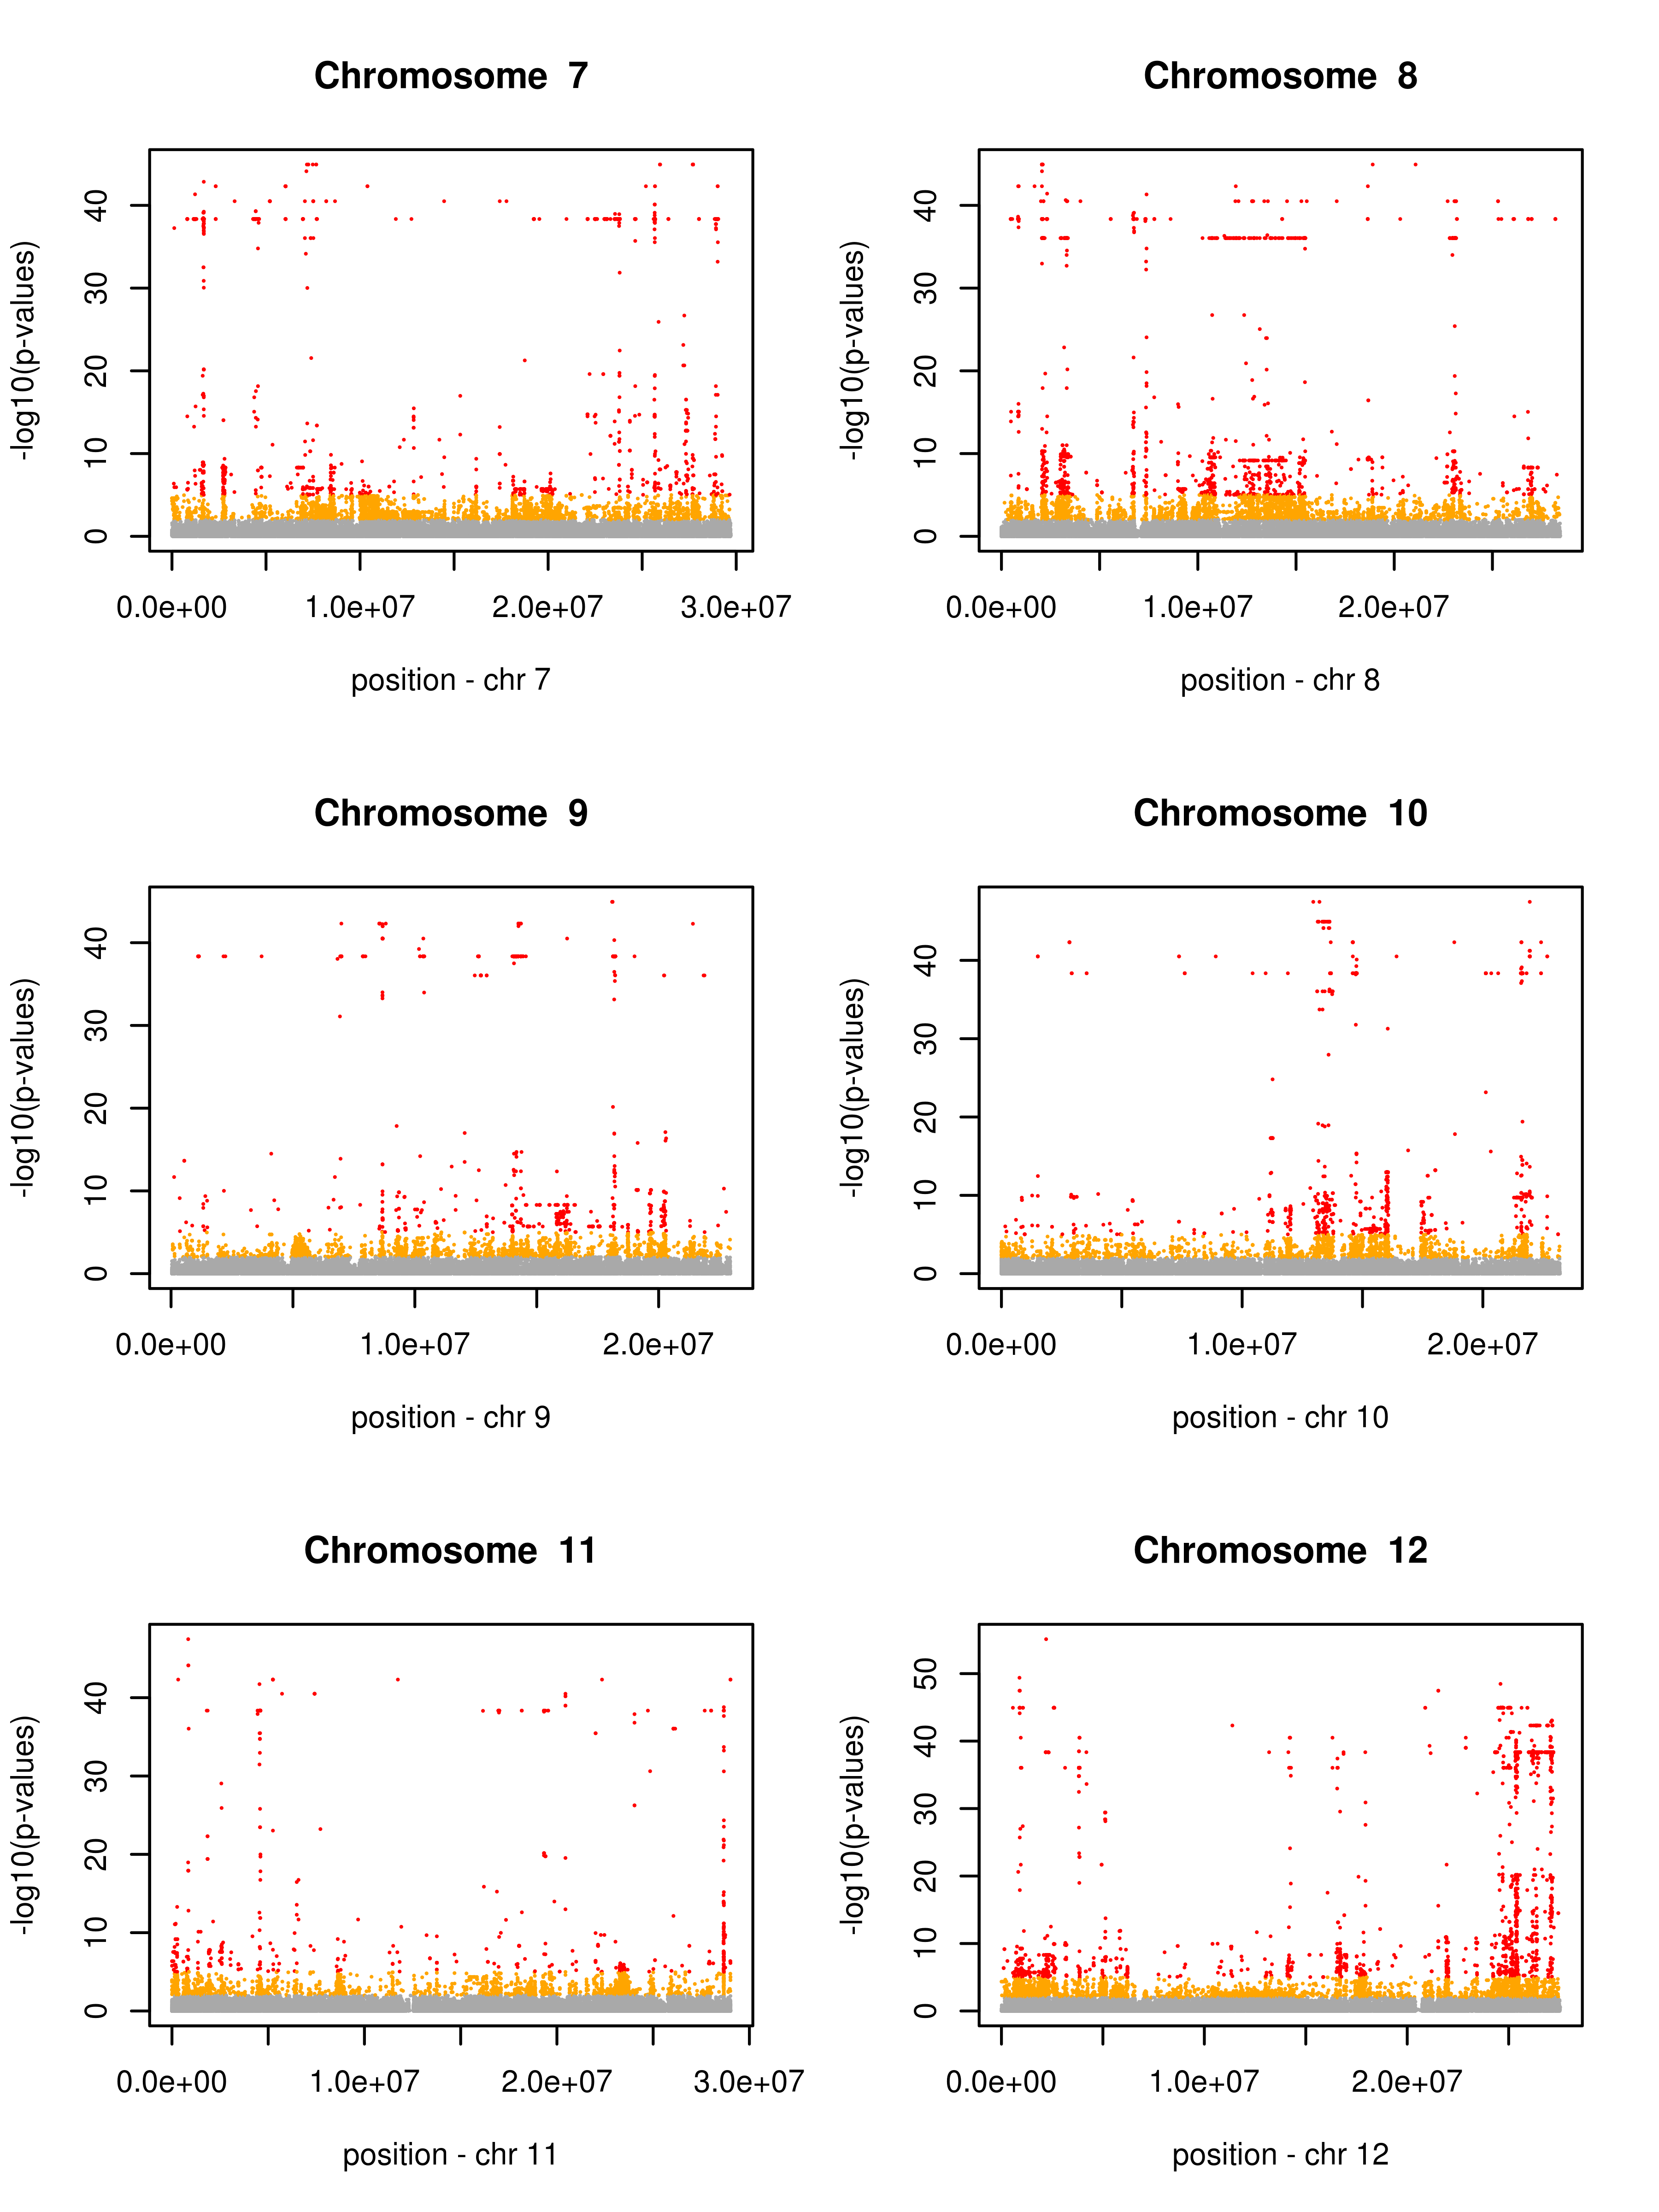 Chromosome  7
-log10(p-values)
40
30
20
10
0
0.0e+00 1.0e+07 2.0e+07 3.0e+07
position - chr 7
Chromosome  8
-log10(p-values)
40
30
20
10
0
0.0e+00 1.0e+07 2.0e+07
position - chr 8
Chromosome  9
-log10(p-values)
40
30
20
10
0
0.0e+00 1.0e+07 2.0e+07
position - chr 9
Chromosome  10
-log10(p-values)
40
30
20
10
0
0.0e+00 1.0e+07 2.0e+07
position - chr 10
Chromosome  11
-log10(p-values)
40
30
20
10
0
0.0e+00 1.0e+07 2.0e+07 3.0e+07
position - chr 11
Chromosome  12
-log10(p-values)
50
40
30
20
10
0
0.0e+00 1.0e+07 2.0e+07
position - chr 12